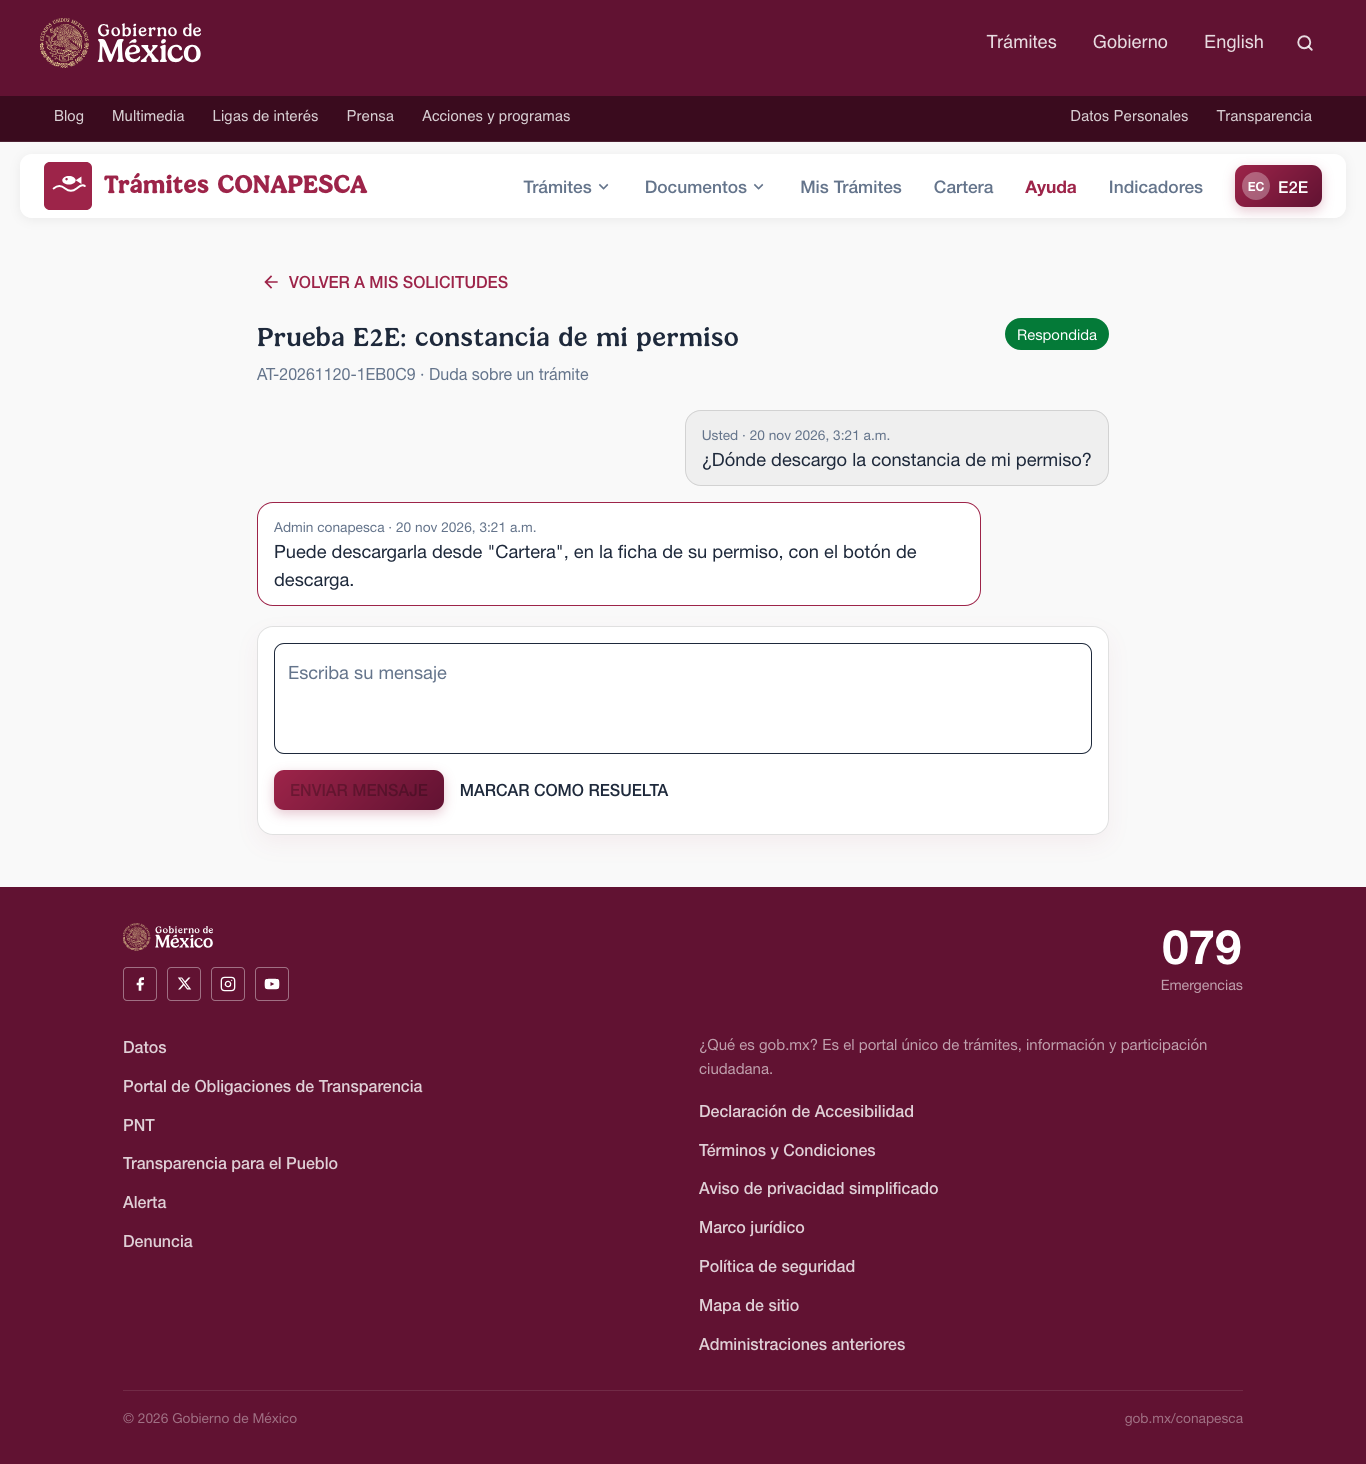 Gobierno de
México
Trámites
Gobierno
English
Blog
Multimedia
Ligas de interés
Prensa
Acciones y programas
Datos Personales
Transparencia
Trámites CONAPESCA
Trámites
Documentos
Mis Trámites
Cartera
Ayuda
Indicadores
EC
E2E
VOLVER A MIS SOLICITUDES
Prueba E2E: constancia de mi permiso
Respondida
AT-20261120-1EB0C9 · Duda sobre un trámite
Usted · 20 nov 2026, 3:21 a.m.
¿Dónde descargo la constancia de mi permiso?
Admin conapesca · 20 nov 2026, 3:21 a.m.
Puede descargarla desde "Cartera", en la ficha de su permiso, con el botón de
descarga.
Escriba su mensaje
ENVIAR MENSAJE
MARCAR COMO RESUELTA
Gobierno de
México
079
Emergencias
Datos
Portal de Obligaciones de Transparencia
PNT
Transparencia para el Pueblo
Alerta
Denuncia
¿Qué es gob.mx? Es el portal único de trámites, información y participación
ciudadana.
Declaración de Accesibilidad
Términos y Condiciones
Aviso de privacidad simplificado
Marco jurídico
Política de seguridad
Mapa de sitio
Administraciones anteriores
© 2026 Gobierno de México
gob.mx/conapesca